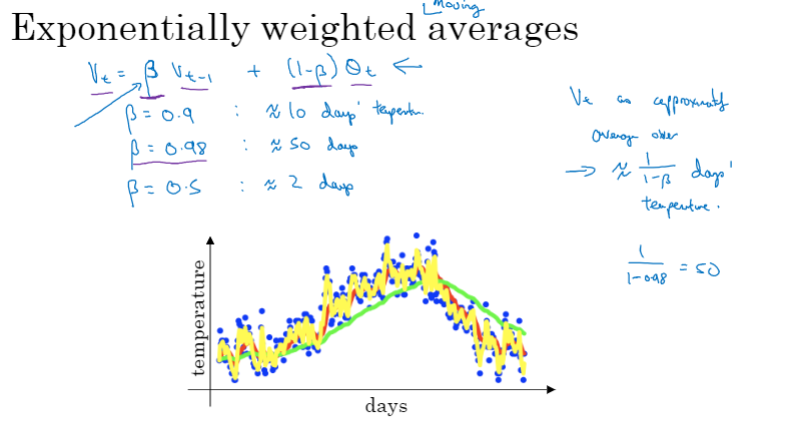 Exponentially weighted averages
moving
Vt = β Vt-1 + (1-β) θt ←
β = 0.9 : ≈ 10 days' temperature.
β = 0.98 : ≈ 50 days
β = 0.5 : ≈ 2 days
Vt as approximately
average over
→ ≈ 1/(1-β) days'
temperature.
1/(1-0.98) = 50
temperature
days